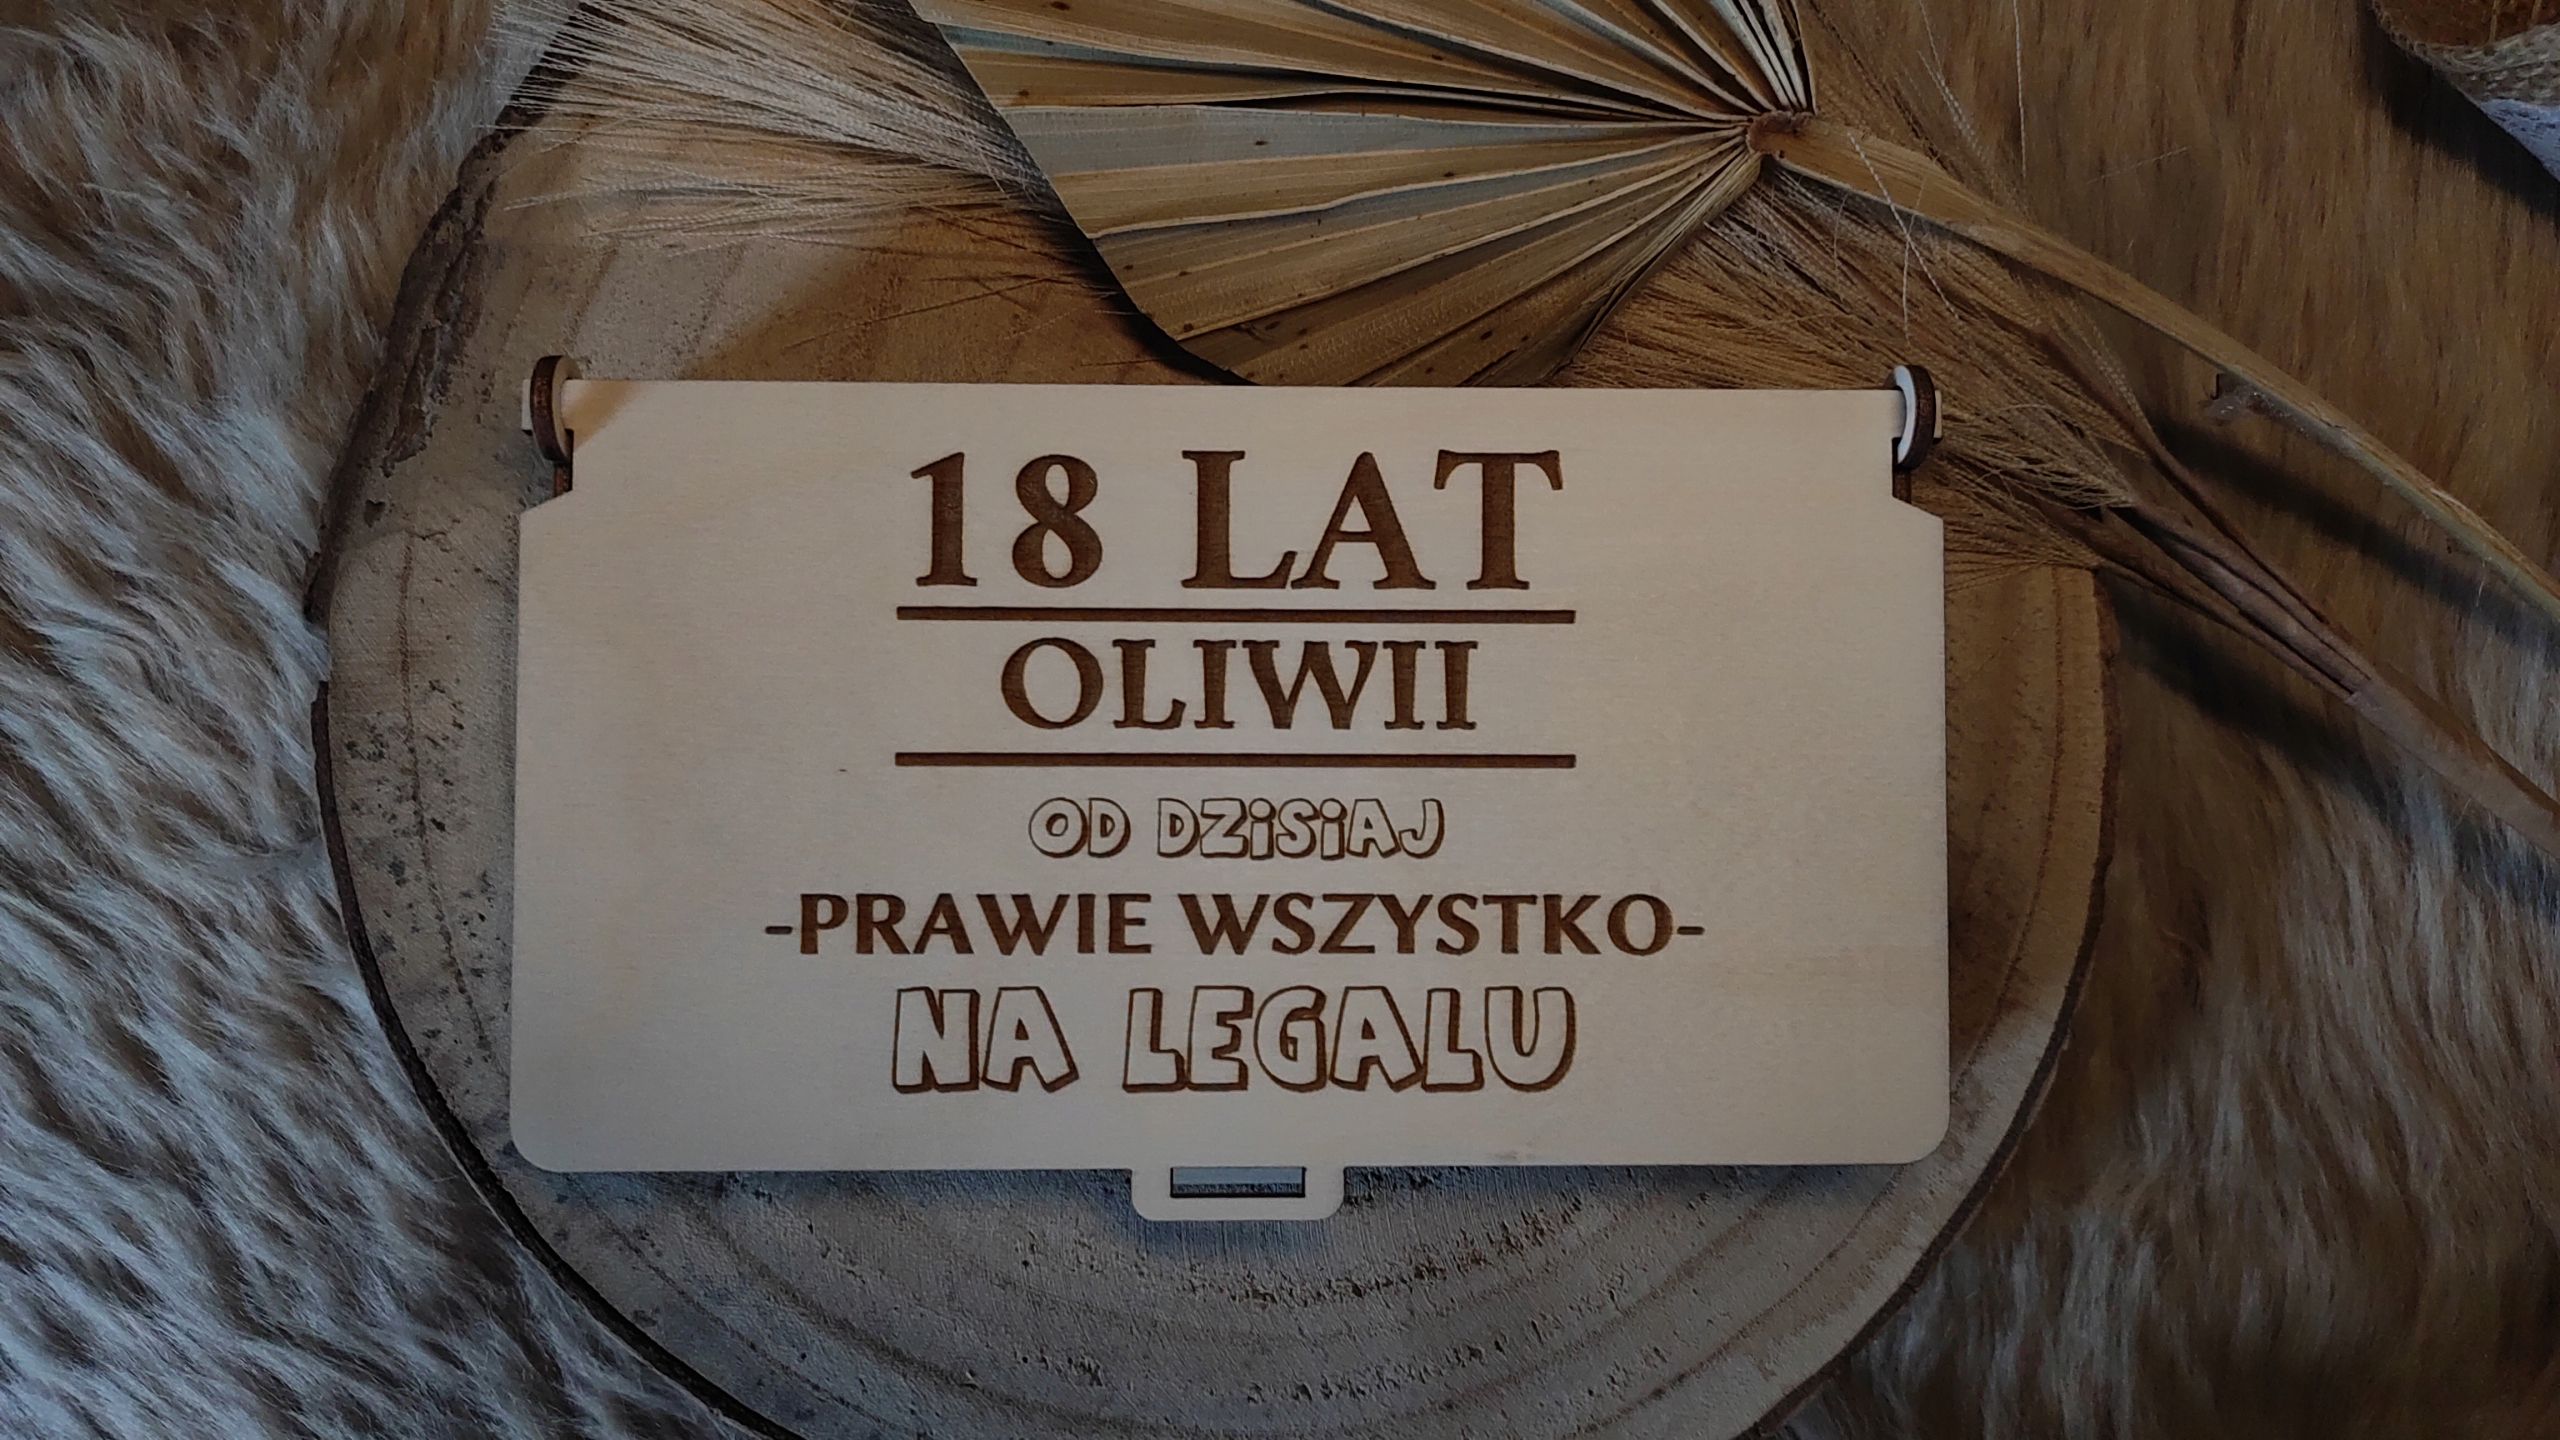 18 LAT
OLIWII
OD DZiSiAJ
-PRAWIE WSZYSTKO-
NA LEGALU